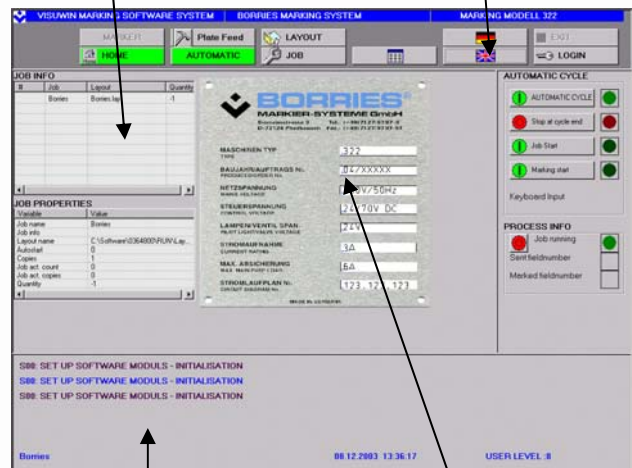 VISUWIN MARKING SOFTWARE SYSTEM BORRIES MARKING SYSTEM MARKING MODELL 322
MARKER Plate Feed LAYOUT EXIT
HOME AUTOMATIC JOB LOGIN
JOB INFO
# Job Layout Quantity
Borries Borries.lay -1
JOB PROPERTIES
Variable Value
Job name Borries
Job info
Layout name
Autostart 0
Copies 1
Job act. count 0
Job act. copies 0
Quantity -1
BORRIES
MARKIER-SYSTEME GmbH
MASCHINEN TYP 322
TYPE
BAUJAHR/AUFTRAGS Nr. 04/XXXXX
NETZSPANNUNG V/50Hz
STEUERSPANNUNG 24/70V DC
CONTROL VOLTAGE
LAMPEN/VENTIL SPAN. 24V
STROMAUFNAHME 3A
CURRENT RATING
MAX. ABSICHERUNG 6A
STROMLAUFPLAN Nr. 123.123.123
MADE IN GERMANY
AUTOMATIC CYCLE
AUTOMATIC CYCLE
Stop at cycle end
Job Start
Marking start
Keyboard Input
PROCESS INFO
Job running
Sent fieldnumber
Marked fieldnumber
S00: SET UP SOFTWARE MODULS - INITIALISATION
S00: SET UP SOFTWARE MODULS - INITIALISATION
S00: SET UP SOFTWARE MODULS - INITIALISATION
Borries 08.12.2003 13:36:17 USER LEVEL :8